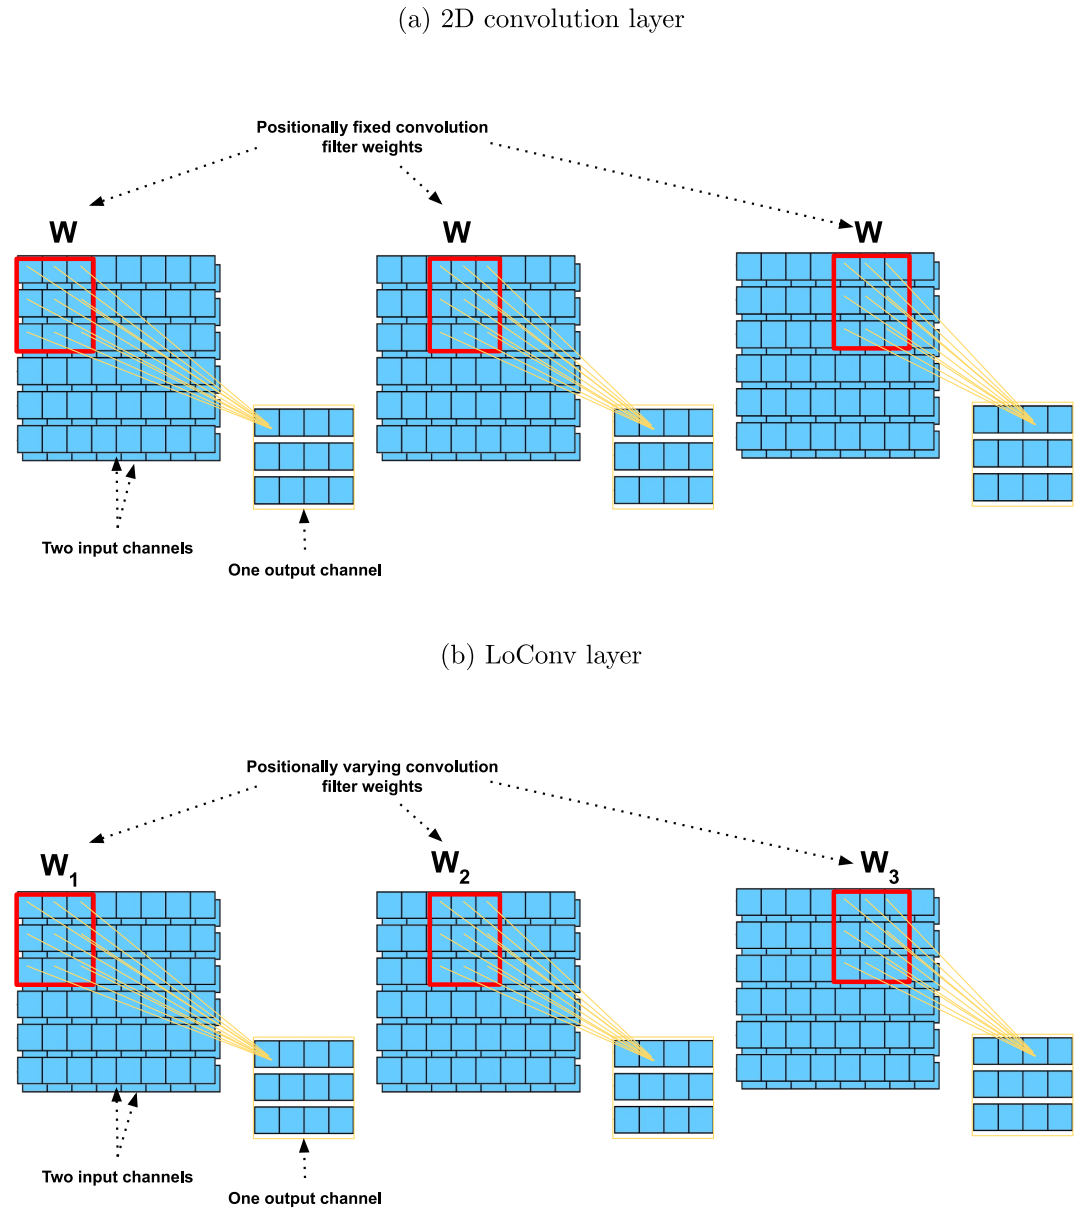 (a) 2D convolution layer
Positionally fixed convolution
filter weights
W
W
W
Two input channels
One output channel
(b) LoConv layer
Positionally varying convolution
filter weights
W1
W2
W3
Two input channels
One output channel